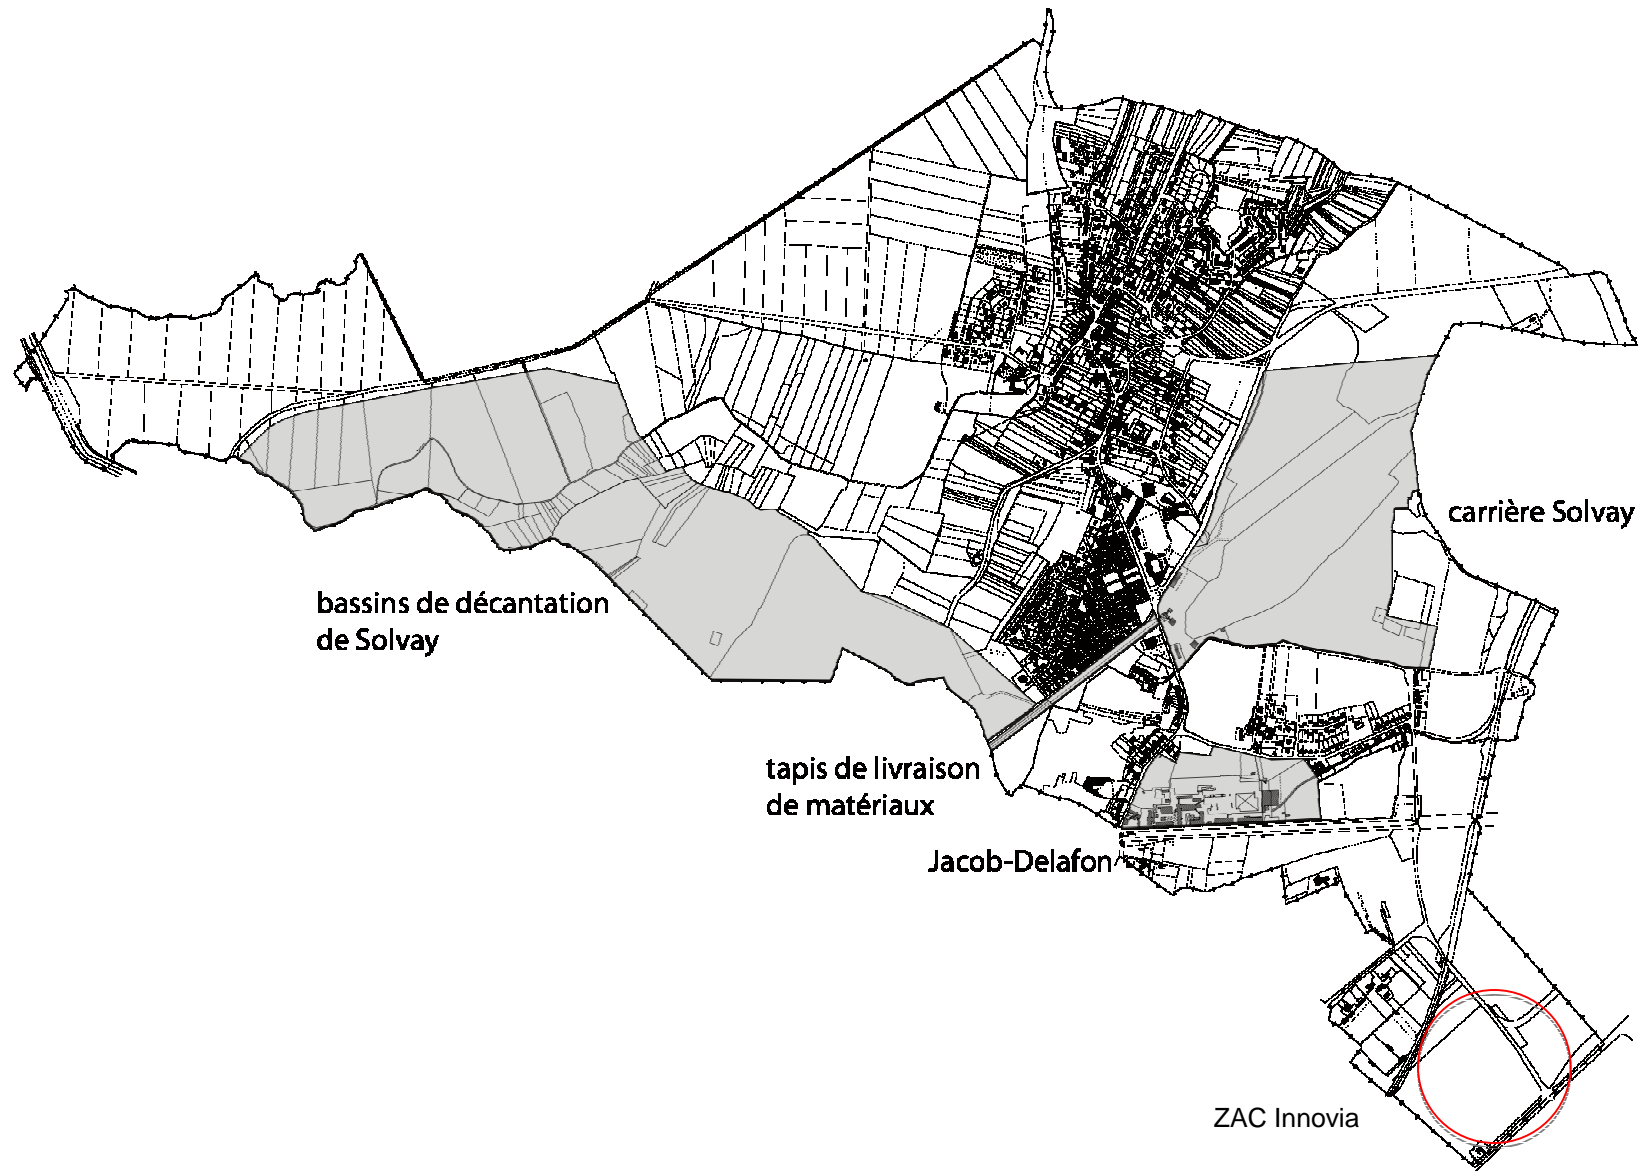 carrière Solvay
bassins de décantation
de Solvay
tapis de livraison
de matériaux
Jacob-Delafon
ZAC Innovia